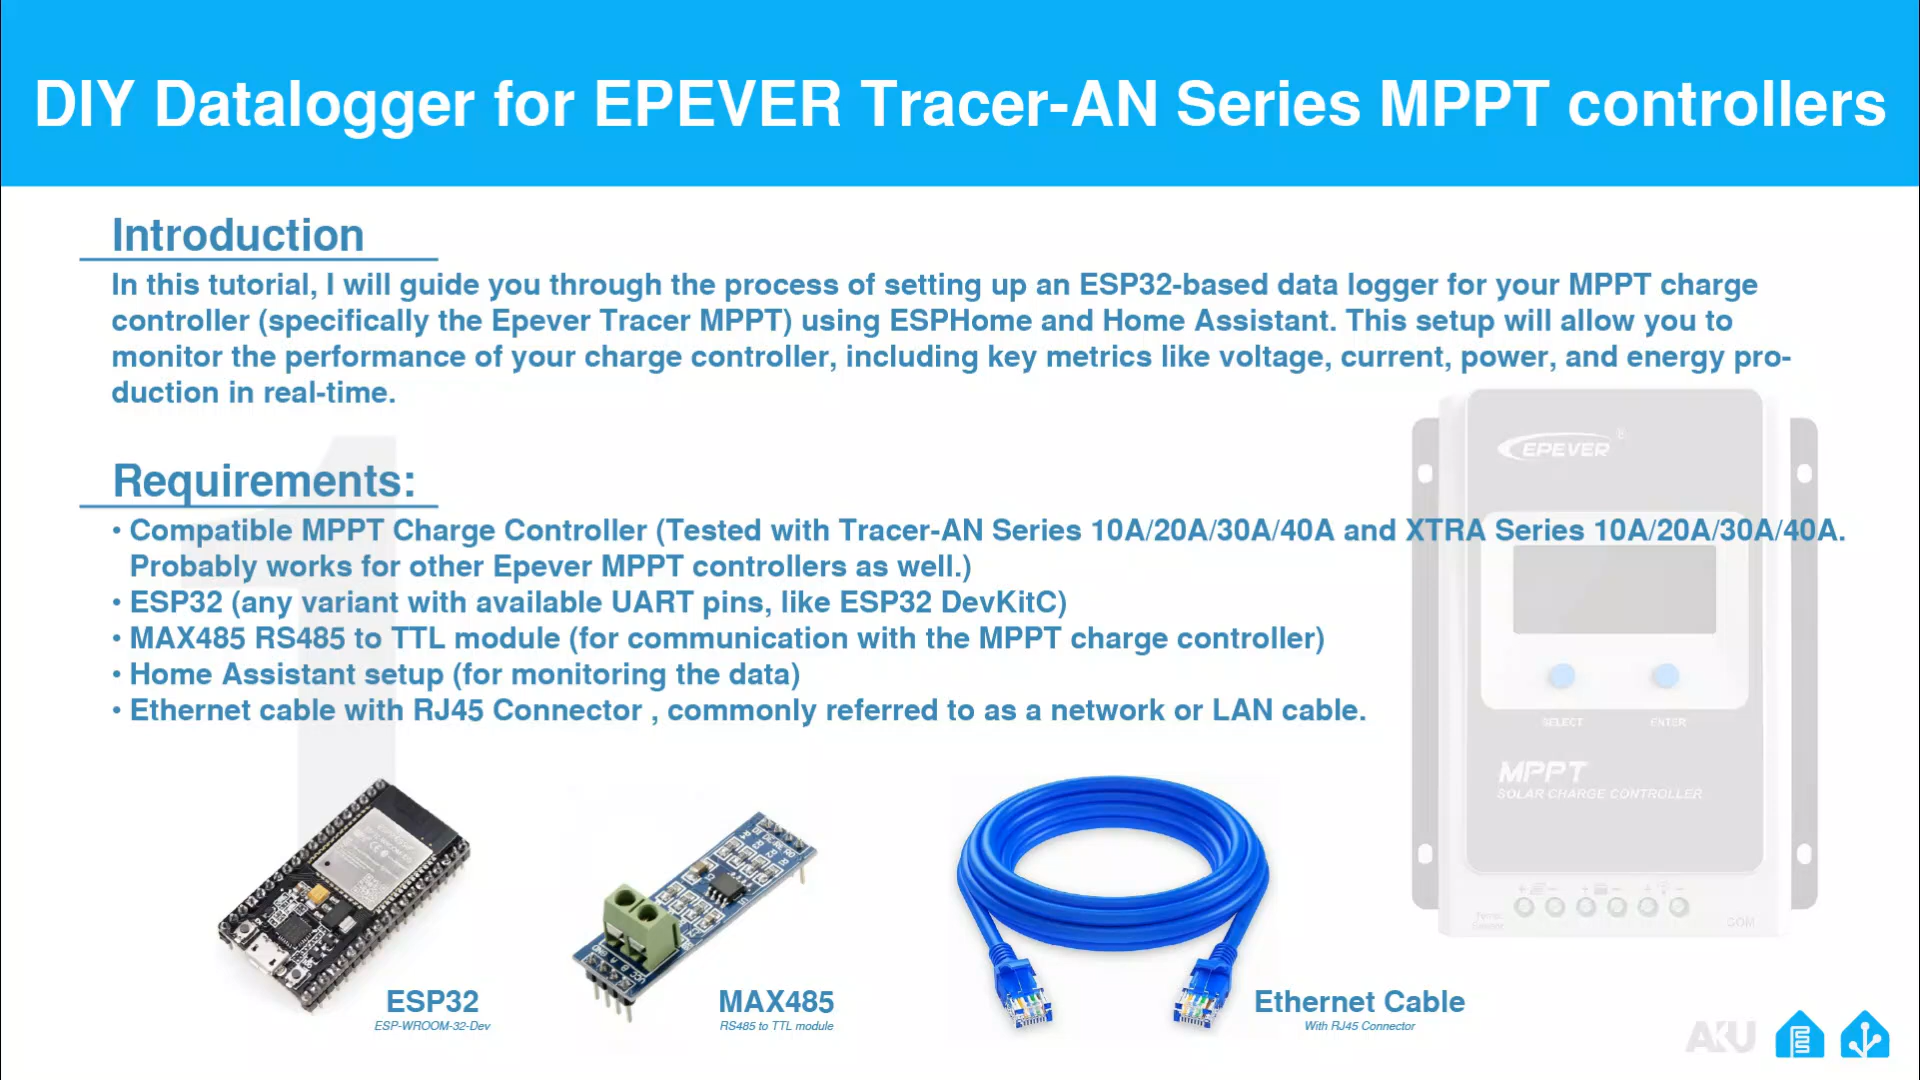 DIY Datalogger for EPEVER Tracer-AN Series MPPT controllers
Introduction
In this tutorial, I will guide you through the process of setting up an ESP32-based data logger for your MPPT charge
controller (specifically the Epever Tracer MPPT) using ESPHome and Home Assistant. This setup will allow you to
monitor the performance of your charge controller, including key metrics like voltage, current, power, and energy pro-
duction in real-time.
1
Requirements:
• Compatible MPPT Charge Controller (Tested with Tracer-AN Series 10A/20A/30A/40A and XTRA Series 10A/20A/30A/40A.
Probably works for other Epever MPPT controllers as well.)
• ESP32 (any variant with available UART pins, like ESP32 DevKitC)
• MAX485 RS485 to TTL module (for communication with the MPPT charge controller)
• Home Assistant setup (for monitoring the data)
• Ethernet cable with RJ45 Connector , commonly referred to as a network or LAN cable.
EPEVER
SELECT ENTER
MPPT
SOLAR CHARGE CONTROLLER
COM
ESP32
ESP-WROOM-32-Dev
MAX485
RS485 to TTL module
Ethernet Cable
With RJ45 Connector
AKU